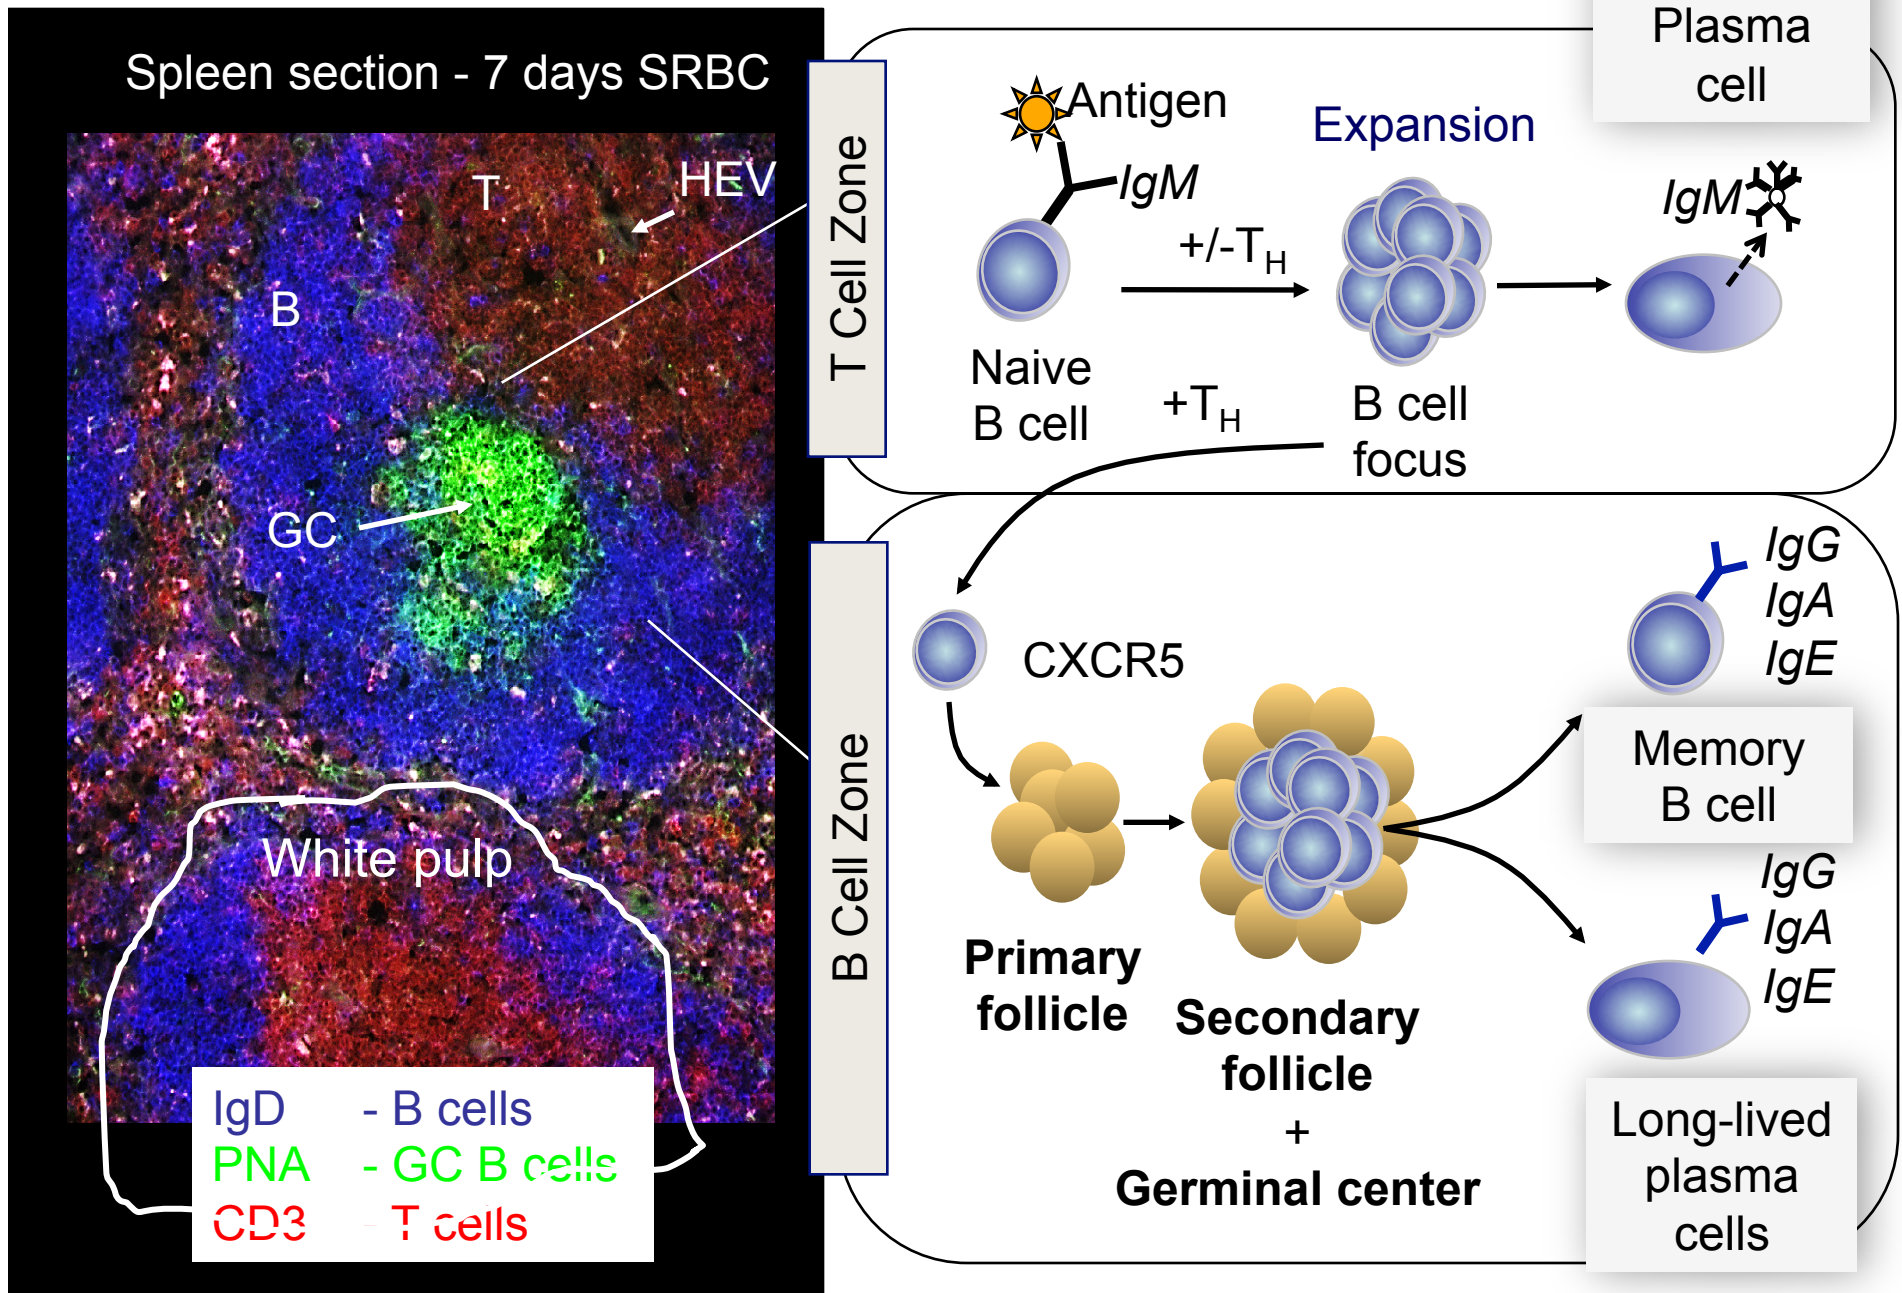 Spleen section - 7 days SRBC
T
HEV
B
GC
White pulp
IgD - B cells
PNA - GC B cells
CD3 - T cells
T Cell Zone
Antigen
IgM
Naive
B cell
+/-TH
Expansion
B cell
focus
Plasma
cell
IgM
+TH
B Cell Zone
CXCR5
Primary
follicle
Secondary
follicle
+
Germinal center
IgG
IgA
IgE
Memory
B cell
IgG
IgA
IgE
Long-lived
plasma
cells